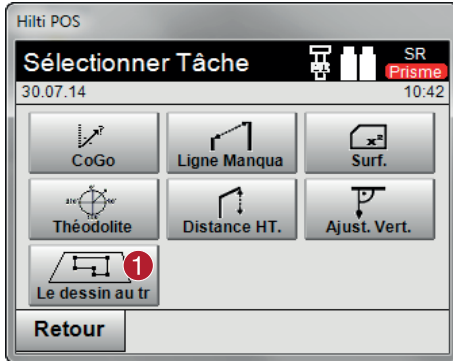 Hilti POS
Sélectionner Tâche
SR
Prisme
30.07.14
10:42
CoGo
Ligne Manqua
x²
Surf.
Théodolite
Distance HT.
Ajust. Vert.
1
Le dessin au tr
Retour